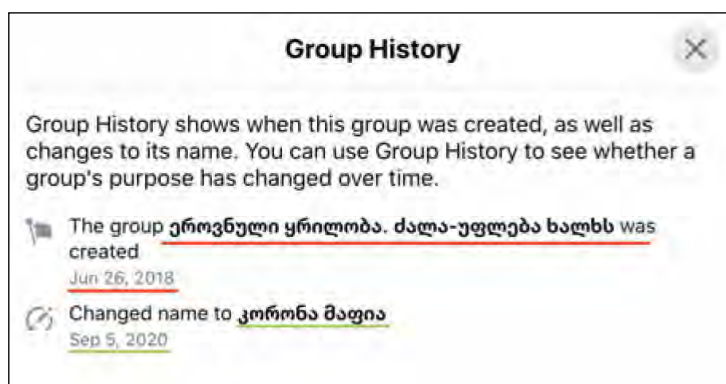 Group History
Group History shows when this group was created, as well as
changes to its name. You can use Group History to see whether a
group's purpose has changed over time.
The group ეროვნული ყრილობა. ძალა-უფლება ხალხს was
created
Jun 26, 2018
Changed name to კორონა მაფია
Sep 5, 2020